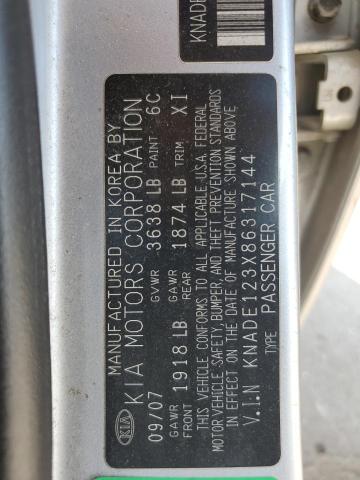 KNADE
KIA
MANUFACTURED IN KOREA BY
KIA MOTORS CORPORATION
09/07 GVWR 3638 LB PAINT 6C
GAWR FRONT 1918 LB GAWR REAR 1874 LB TRIM XI
THIS VEHICLE CONFORMS TO ALL APPLICABLE U.S.A. FEDERAL
MOTOR VEHICLE SAFETY, BUMPER, AND THEFT PREVENTION STANDARDS
IN EFFECT ON THE DATE OF MANUFACTURE SHOWN ABOVE
V.I.N KNADE123X86317144
TYPE PASSENGER CAR